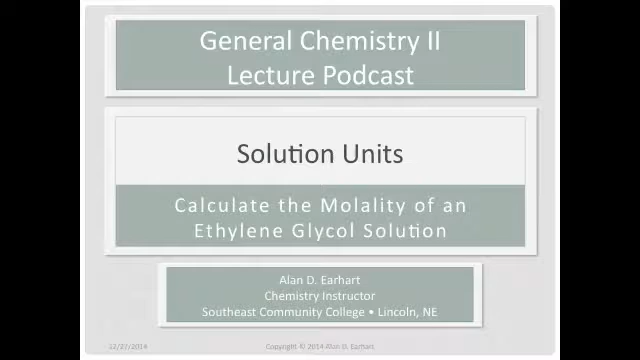 General Chemistry II
Lecture Podcast
Solution Units
Calculate the Molality of an
Ethylene Glycol Solution
Alan D. Earhart
Chemistry Instructor
Southeast Community College • Lincoln, NE
12/27/2014 Copyright © 2014 Alan D. Earhart